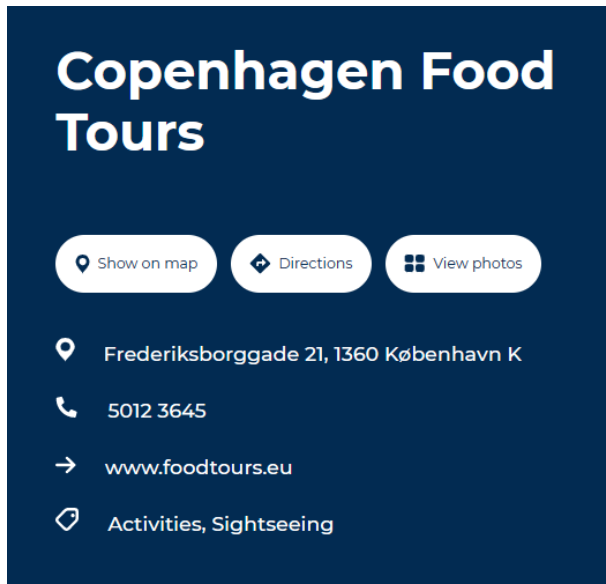 Copenhagen Food
Tours
Show on map
Directions
View photos
Frederiksborggade 21, 1360 København K
5012 3645
www.foodtours.eu
Activities, Sightseeing